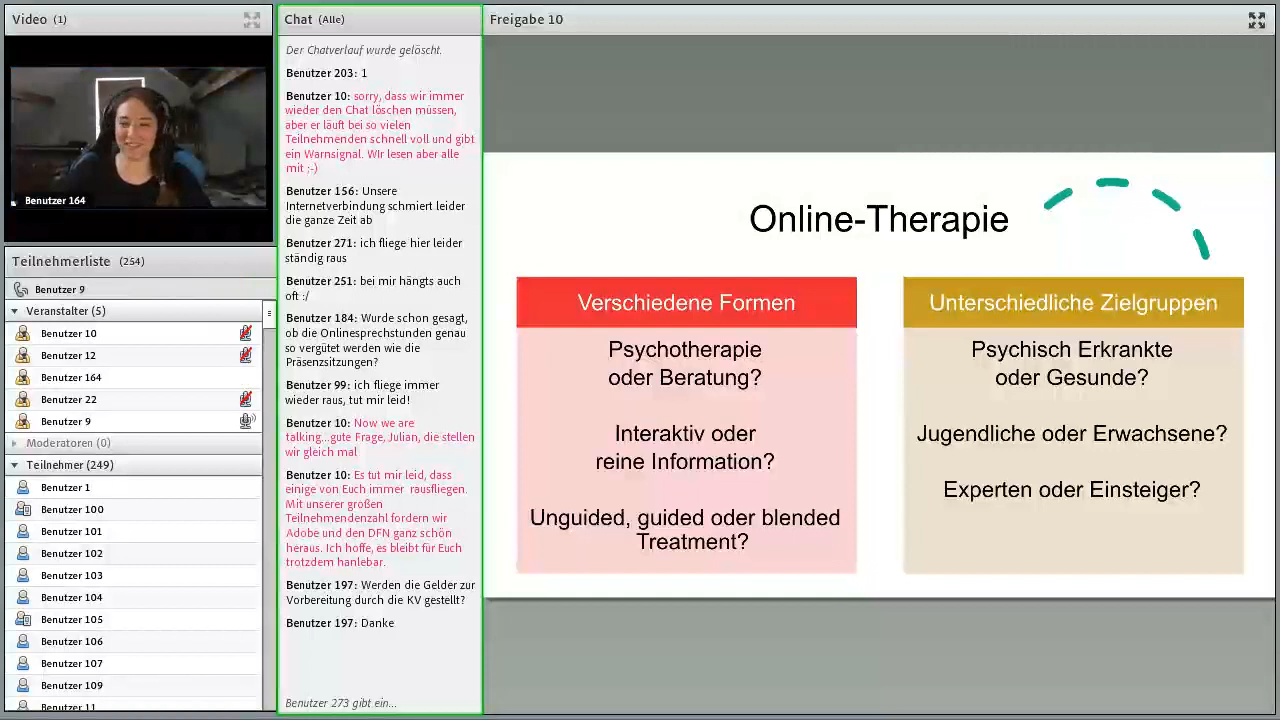 Video (1)
Benutzer 164
Teilnehmerliste (254)
Benutzer 9
Veranstalter (5)
Benutzer 10
Benutzer 12
Benutzer 164
Benutzer 22
Benutzer 9
Moderatoren (0)
Teilnehmer (249)
Benutzer 1
Benutzer 100
Benutzer 101
Benutzer 102
Benutzer 103
Benutzer 104
Benutzer 105
Benutzer 106
Benutzer 107
Benutzer 109
Benutzer 11
Chat (Alle)
Der Chatverlauf wurde gelöscht.
Benutzer 203: 1
Benutzer 10: sorry, dass wir immer
wieder den Chat löschen müssen,
aber er läuft bei so vielen
Teilnehmenden schnell voll und gibt
ein Warnsignal. WIr lesen aber alle
mit ;-)
Benutzer 156: Unsere
Internetverbindung schmiert leider
die ganze Zeit ab
Benutzer 271: ich fliege hier leider
ständig raus
Benutzer 251: bei mir hängts auch
oft :/
Benutzer 184: Wurde schon gesagt,
ob die Onlinesprechstunden genau
so vergütet werden wie die
Präsenzsitzungen?
Benutzer 99: ich fliege immer
wieder raus, tut mir leid!
Benutzer 10: Now we are
talking...gute Frage, Julian, die stellen
wir gleich mal
Benutzer 10: Es tut mir leid, dass
einige von Euch immer rausfliegen.
Mit unserer großen
Teilnehmendenzahl fordern wir
Adobe und den DFN ganz schön
heraus. Ich hoffe, es bleibt für Euch
trotzdem hanlebar.
Benutzer 197: Werden die Gelder zur
Vorbereitung durch die KV gestellt?
Benutzer 197: Danke
Benutzer 273 gibt ein...
Freigabe 10
Online-Therapie
Verschiedene Formen
Psychotherapie
oder Beratung?
Interaktiv oder
reine Information?
Unguided, guided oder blended
Treatment?
Unterschiedliche Zielgruppen
Psychisch Erkrankte
oder Gesunde?
Jugendliche oder Erwachsene?
Experten oder Einsteiger?